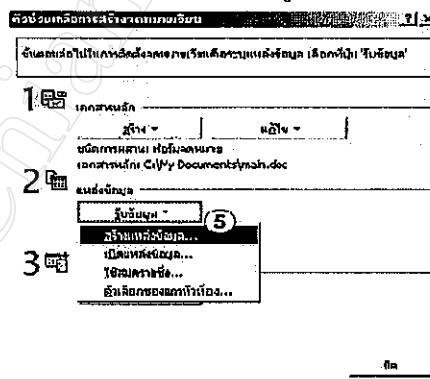 ตัวช่วยเหลือการสร้างจดหมายเวียน
ขั้นตอนต่อไปในการติดตั้งจดหมายเวียนคือระบุแหล่งข้อมูล เลือกที่ปุ่ม 'รับข้อมูล'
1 เอกสารหลัก
สร้าง แก้ไข
ชนิดการผสาน: ฟอร์มจดหมาย
เอกสารหลัก: C:\My Documents\main.doc
2 แหล่งข้อมูล
รับข้อมูล 5
สร้างแหล่งข้อมูล...
เปิดแหล่งข้อมูล...
3 ใช้สมุดรายชื่อ...
ตัวเลือกของแถวหัวเรื่อง...
ปิด